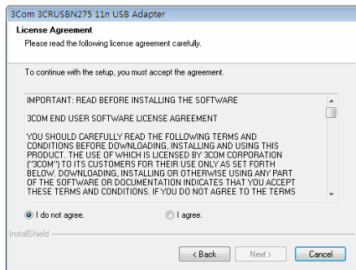 3Com 3CRUSBN275 11n USB Adapter
License Agreement
Please read the following license agreement carefully.
To continue with the setup, you must accept the agreement.
IMPORTANT: READ BEFORE INSTALLING THE SOFTWARE
3COM END USER SOFTWARE LICENSE AGREEMENT
YOU SHOULD CAREFULLY READ THE FOLLOWING TERMS AND
CONDITIONS BEFORE DOWNLOADING, INSTALLING AND USING THIS
PRODUCT. THE USE OF WHICH IS LICENSED BY 3COM CORPORATION
("3COM") TO ITS CUSTOMERS FOR THEIR USE ONLY AS SET FORTH
BELOW. DOWNLOADING, INSTALLING OR OTHERWISE USING ANY PART
OF THE SOFTWARE OR DOCUMENTATION INDICATES THAT YOU ACCEPT
THESE TERMS AND CONDITIONS. IF YOU DO NOT AGREE TO THE TERMS
I do not agree.
I agree.
InstallShield
< Back
Next >
Cancel